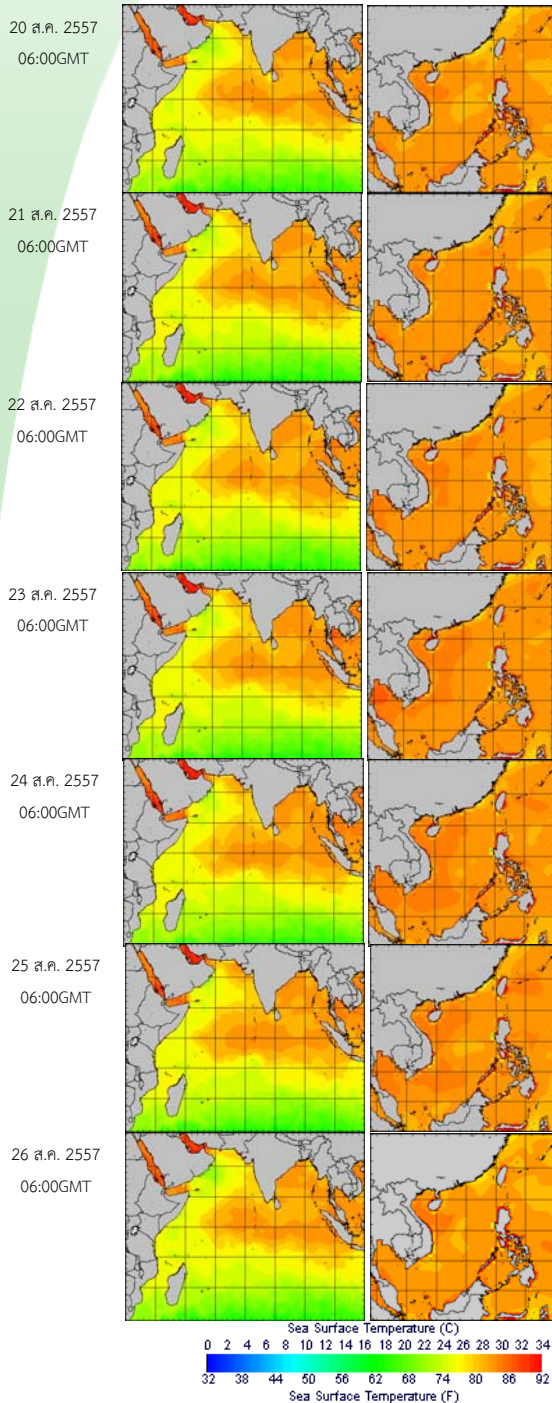 20 ส.ค. 2557
06:00GMT
21 ส.ค. 2557
06:00GMT
22 ส.ค. 2557
06:00GMT
23 ส.ค. 2557
06:00GMT
24 ส.ค. 2557
06:00GMT
25 ส.ค. 2557
06:00GMT
26 ส.ค. 2557
06:00GMT
Sea Surface Temperature (C)
0 2 4 6 8 10 12 14 16 18 20 22 24 26 28 30 32 34
32 38 44 50 56 62 68 74 80 86 92
Sea Surface Temperature (F)